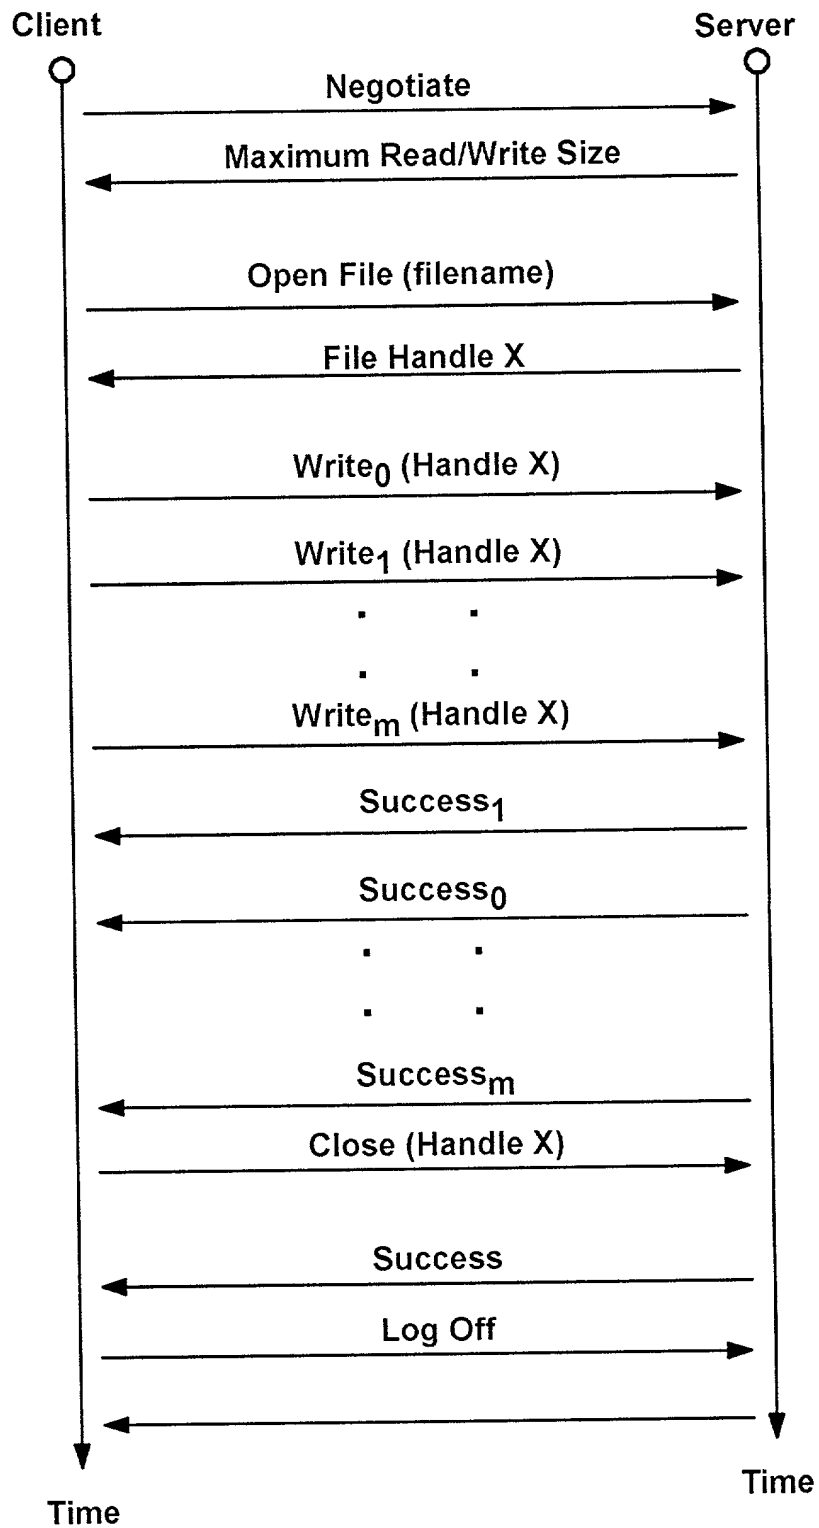 Client
Server
Negotiate
Maximum Read/Write Size
Open File (filename)
File Handle X
Write0 (Handle X)
Write1 (Handle X)
. .
. .
Writem (Handle X)
Success1
Success0
. .
. .
Successm
Close (Handle X)
Success
Log Off
Time
Time